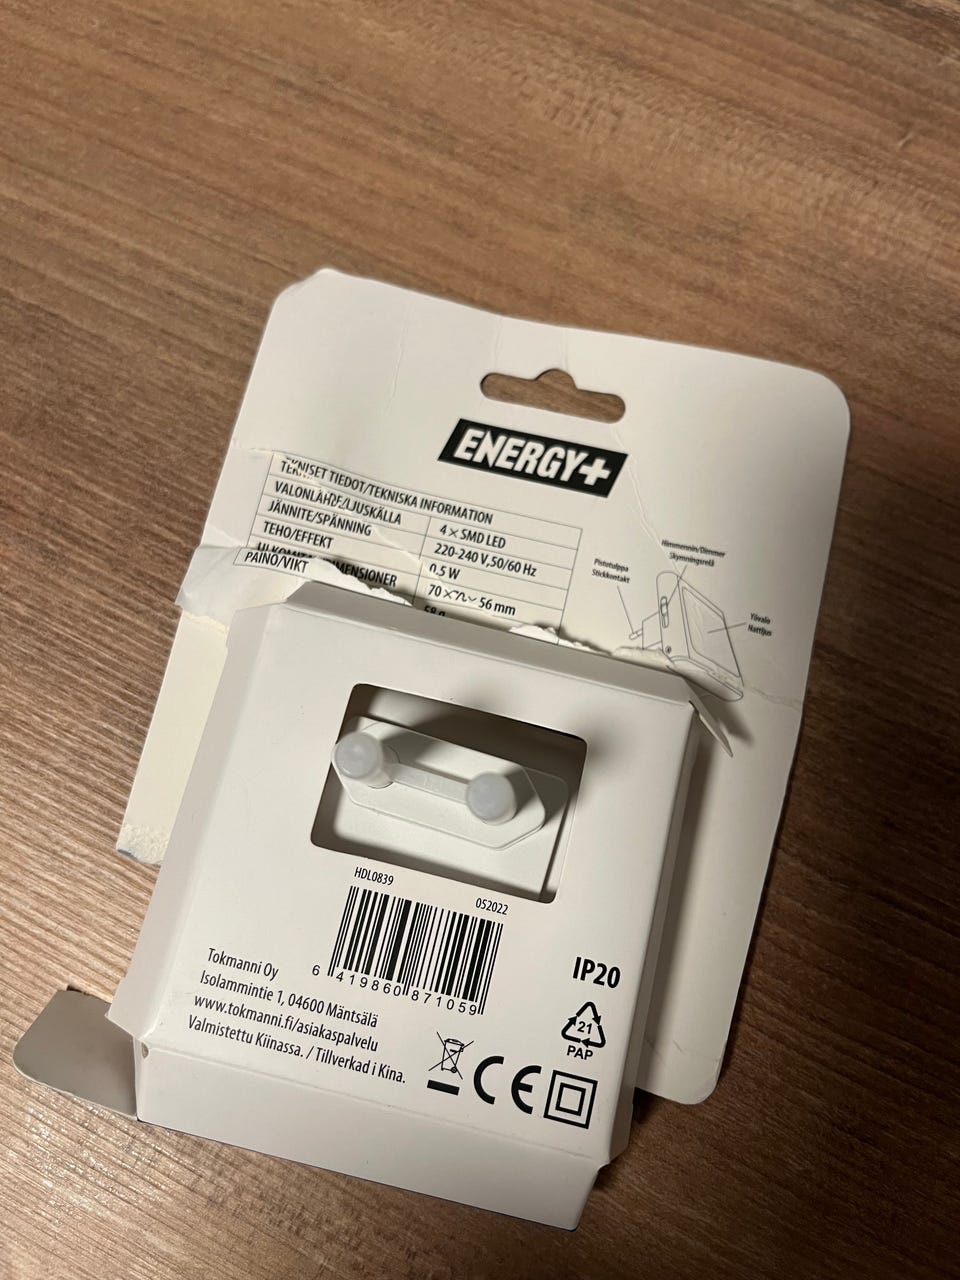 ENERGY+
TEKNISET TIEDOT/TEKNISKA INFORMATION
VALONLÄHDE/LJUSKÄLLA 4 × SMD LED
JÄNNITE/SPÄNNING 220-240 V,50/60 Hz
TEHO/EFFEKT 0.5 W
56 mm
PAINO/VIKT 58 g
Himmennin/Dimmer
Skymningsrelä
Pistotulppa
Stickkontakt
Yövalo
Nattljus
HDL0839
052022
6 419860 871059
Tokmanni Oy
Isolammintie 1, 04600 Mäntsälä
www.tokmanni.fi/asiakaspalvelu
Valmistettu Kiinassa. / Tillverkad i Kina.
IP20
21
PAP
CE